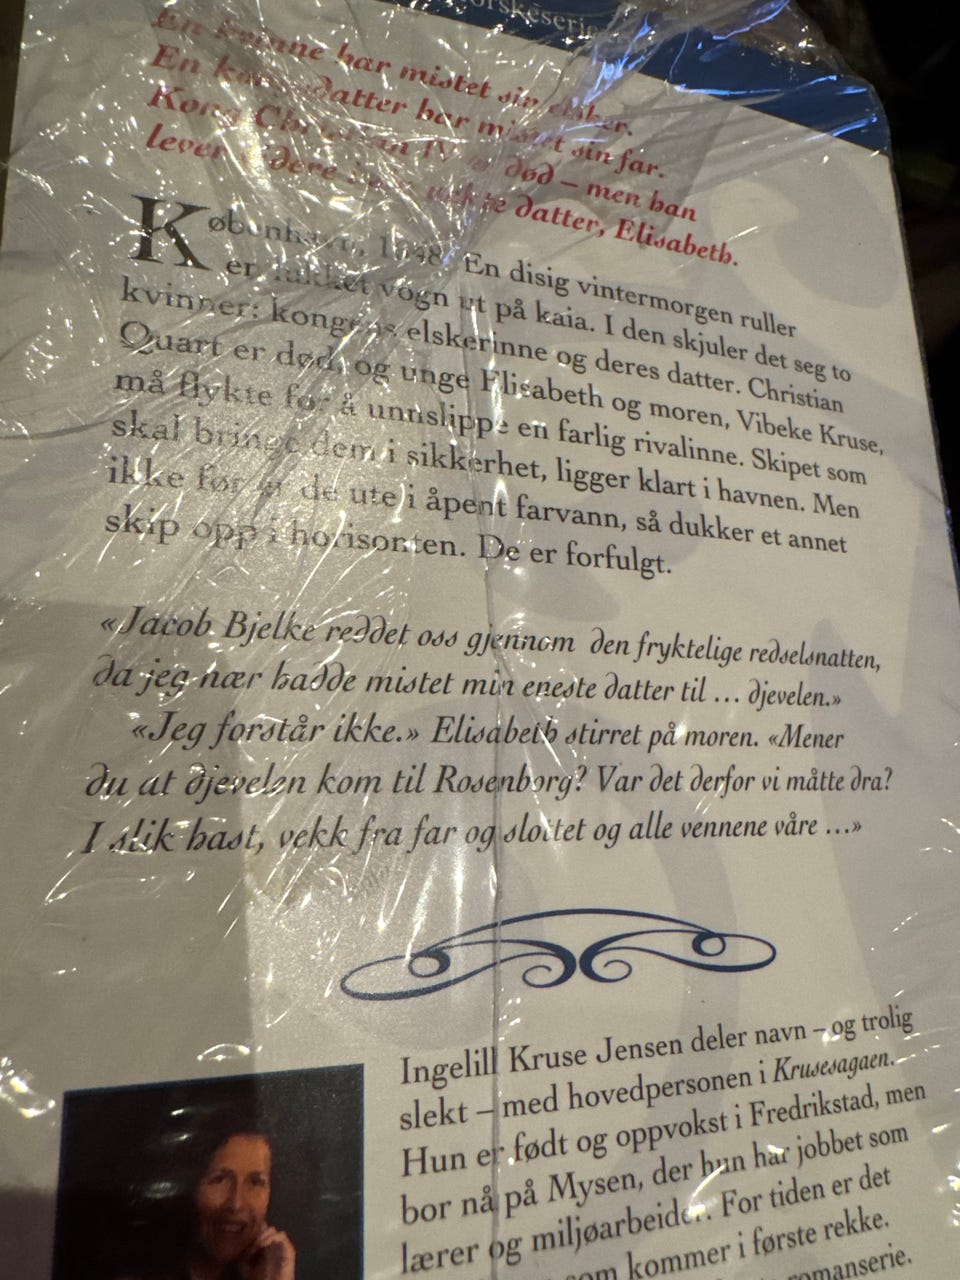 En kvinne har mistet sin elsker.
En kongsdatter har mistet sin far.
Kong Christian IV er død – men han
lever videre i sin uekte datter, Elisabeth.
København, 1648. En disig vintermorgen ruller
er lukket vogn ut på kaia. I den skjuler det seg to
kvinner: kongens elskerinne og deres datter. Christian
Quart er død, og unge Elisabeth og moren, Vibeke Kruse,
må flykte for å unnslippe en farlig rivalinne. Skipet som
skal bringe dem i sikkerhet, ligger klart i havnen. Men
ikke før er de ute i åpent farvann, så dukker et annet
skip opp i horisonten. De er forfulgt.
«Jacob Bjelke reddet oss gjennom den fryktelige redselsnatten,
da jeg nær hadde mistet min eneste datter til ... djevelen.»
«Jeg forstår ikke.» Elisabeth stirret på moren. «Mener
du at djevelen kom til Rosenborg? Var det derfor vi måtte dra?
I slik hast, vekk fra far og slottet og alle vennene våre ...»
Ingelill Kruse Jensen deler navn – og trolig
slekt – med hovedpersonen i Krusesagaen.
Hun er født og oppvokst i Fredrikstad, men
bor nå på Mysen, der hun har jobbet som
lærer og miljøarbeider. For tiden er det
som kommer i første rekke.
romanserie.